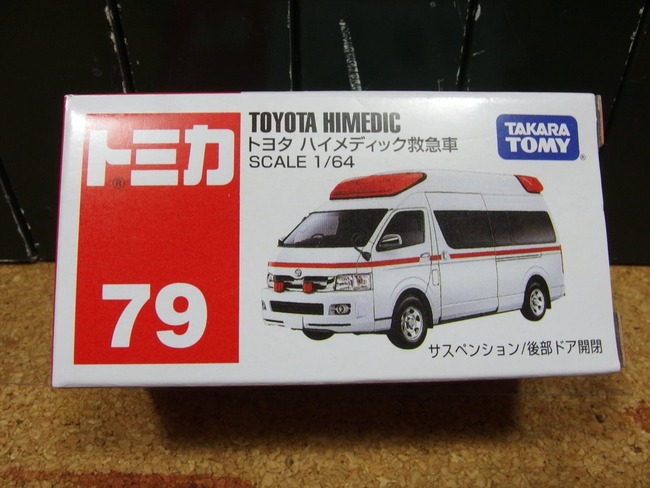 トミカ
®
79
TOYOTA HIMEDIC
トヨタ ハイメディック救急車
SCALE 1/64
TAKARA
TOMY
®
サスペンション/後部ドア開閉